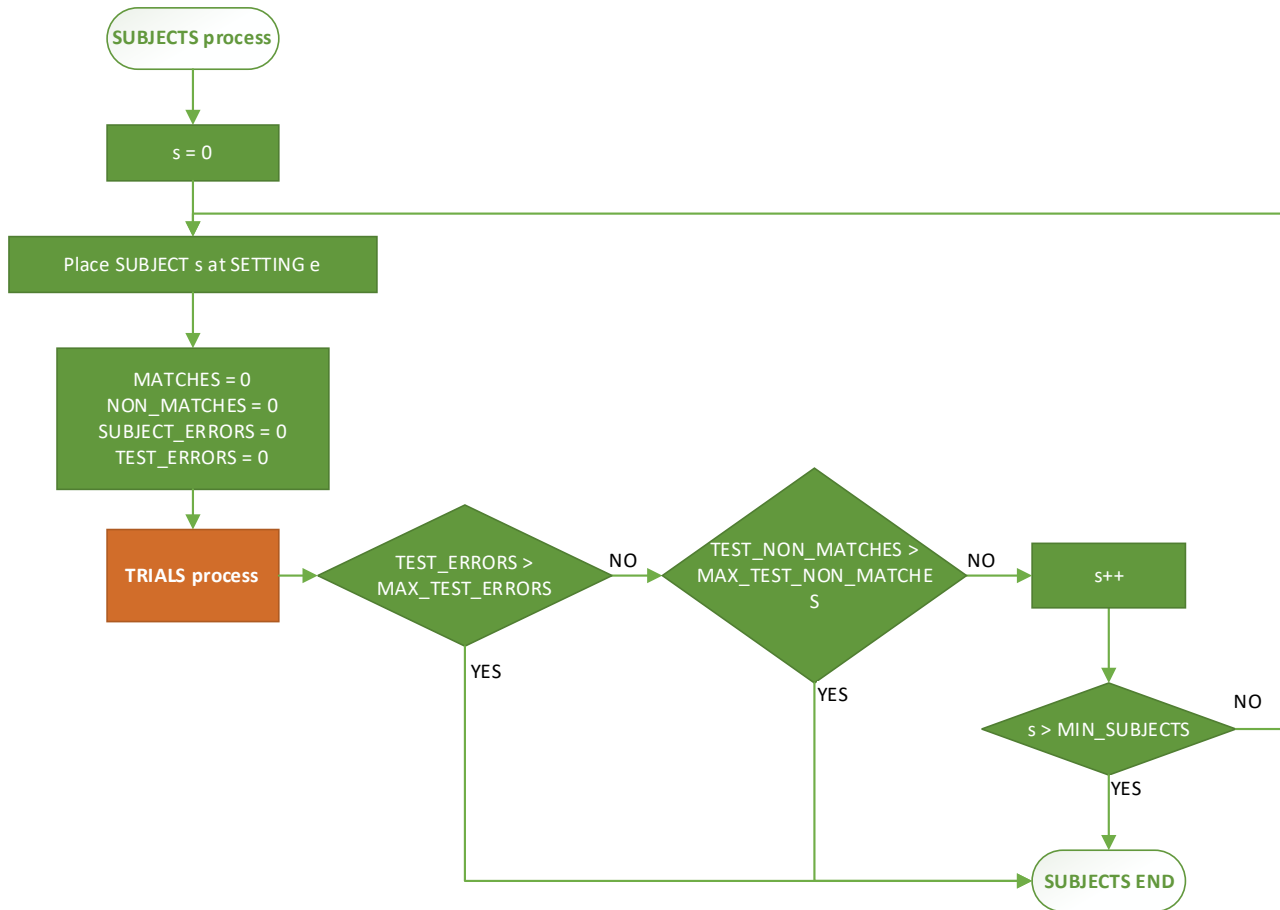 SUBJECTS process
s = 0
Place SUBJECT s at SETTING e
MATCHES = 0
NON_MATCHES = 0
SUBJECT_ERRORS = 0
TEST_ERRORS = 0
TRIALS process
TEST_ERRORS >
MAX_TEST_ERRORS
NO
YES
TEST_NON_MATCHES >
MAX_TEST_NON_MATCHE
S
NO
YES
s++
s > MIN_SUBJECTS
NO
YES
SUBJECTS END